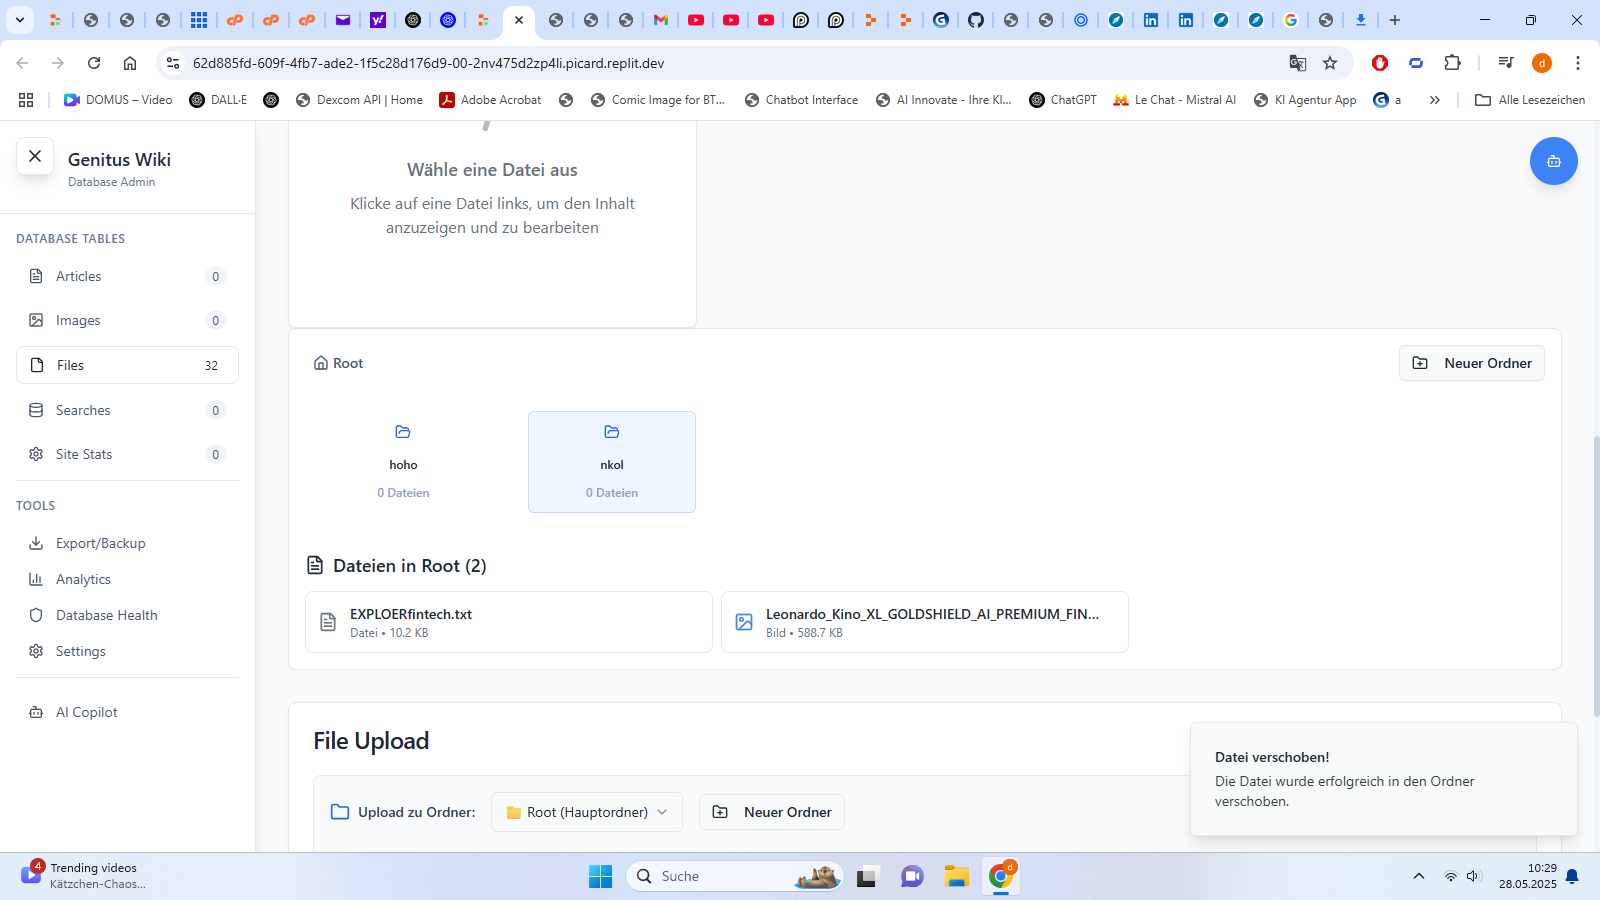 62d885fd-609f-4fb7-ade2-1f5c28d176d9-00-2nv475d2zp4li.picard.replit.dev
DOMUS – Video
DALL·E
Dexcom API | Home
Adobe Acrobat
Comic Image for BT...
Chatbot Interface
AI Innovate - Ihre KI...
ChatGPT
Le Chat - Mistral AI
KI Agentur App
a
Alle Lesezeichen
Genitus Wiki
Database Admin
DATABASE TABLES
Articles 0
Images 0
Files 32
Searches 0
Site Stats 0
TOOLS
Export/Backup
Analytics
Database Health
Settings
AI Copilot
Wähle eine Datei aus
Klicke auf eine Datei links, um den Inhalt
anzuzeigen und zu bearbeiten
Root
Neuer Ordner
hoho
0 Dateien
nkol
0 Dateien
Dateien in Root (2)
EXPLOERfintech.txt
Datei • 10.2 KB
Leonardo_Kino_XL_GOLDSHIELD_AI_PREMIUM_FIN...
Bild • 588.7 KB
File Upload
Upload zu Ordner:
Root (Hauptordner)
Neuer Ordner
Datei verschoben!
Die Datei wurde erfolgreich in den Ordner
verschoben.
4
Trending videos
Kätzchen-Chaos...
Suche
d
10:29
28.05.2025